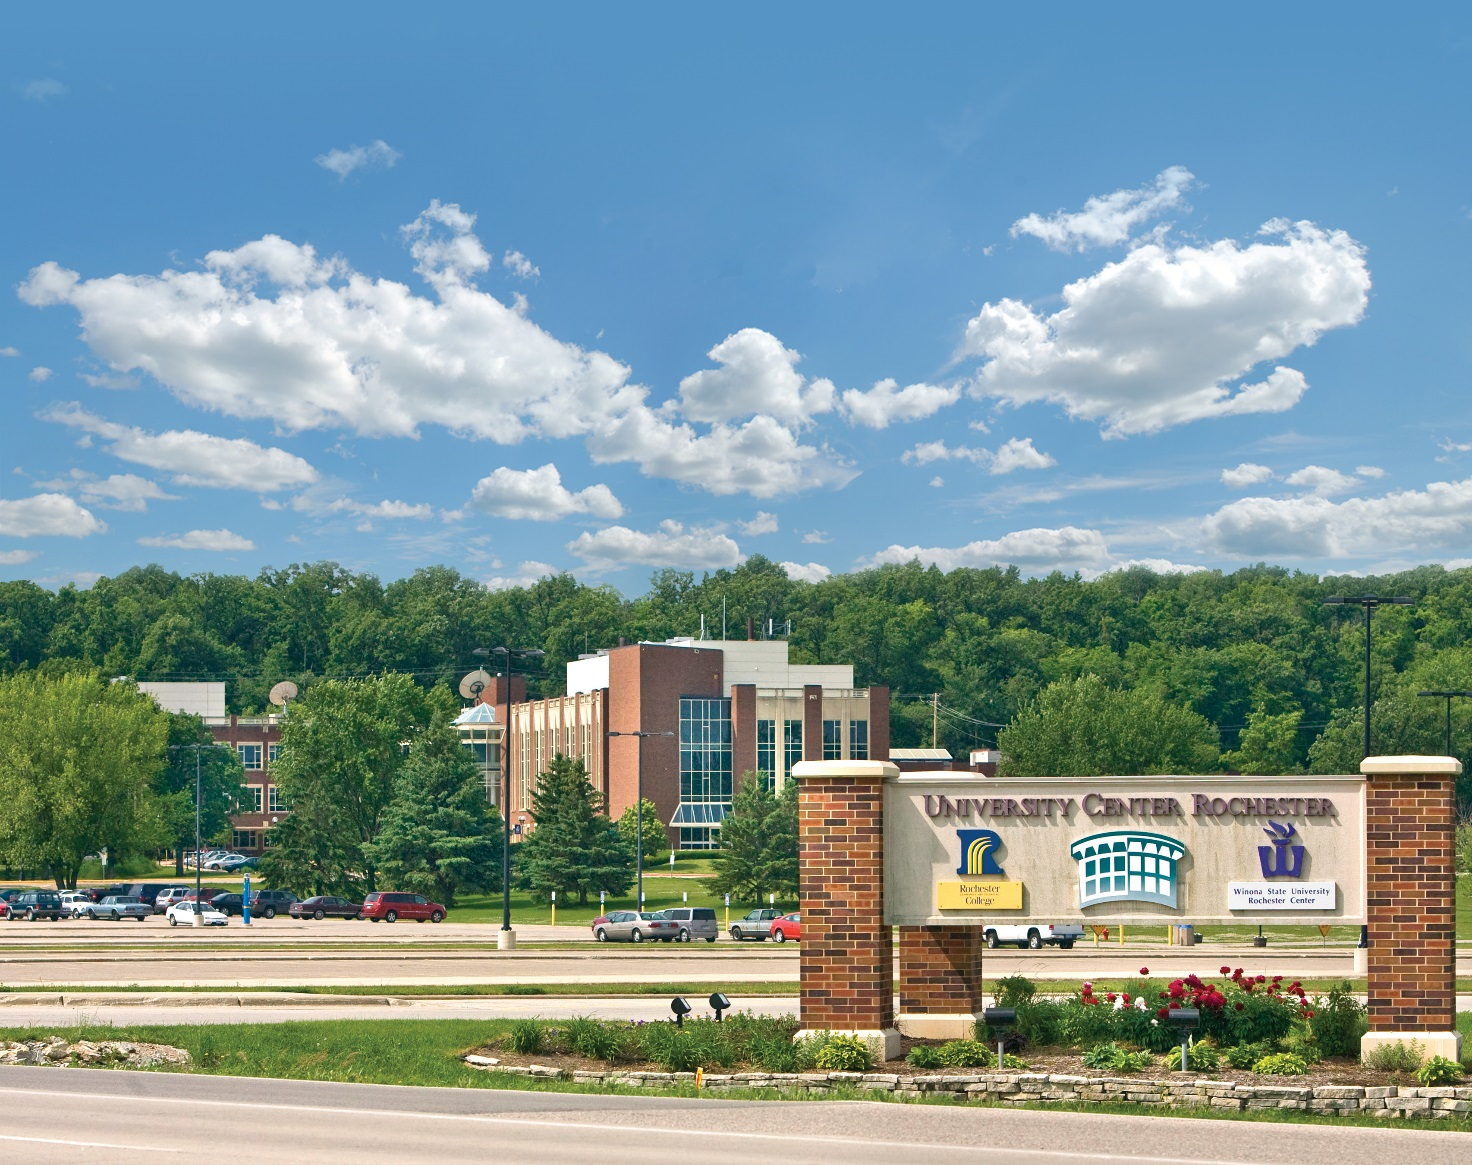 UNIVERSITY CENTER ROCHESTER
R
Rochester
College
W
Winona State University
Rochester Center